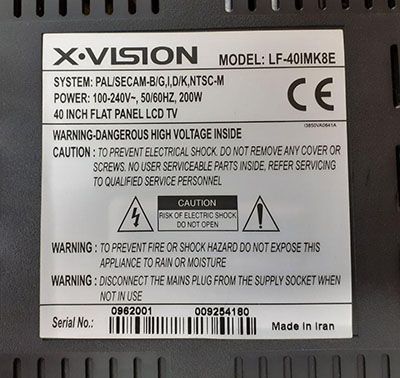 X·VISION MODEL: LF-40IMK8E
SYSTEM: PAL/SECAM-B/G,I,D/K,NTSC-M
POWER: 100-240V~, 50/60HZ, 200W
40 INCH FLAT PANEL LCD TV
CE
I3850VA0641A
WARNING-DANGEROUS HIGH VOLTAGE INSIDE
CAUTION : TO PREVENT ELECTRICAL SHOCK. DO NOT REMOVE ANY COVER OR
SCREWS. NO USER SERVICEABLE PARTS INSIDE, REFER SERVICING
TO QUALIFIED SERVICE PERSONNEL
CAUTION
RISK OF ELECTRIC SHOCK
DO NOT OPEN
WARNING : TO PREVENT FIRE OR SHOCK HAZARD DO NOT EXPOSE THIS
APPLIANCE TO RAIN OR MOISTURE
WARNING : DISCONNECT THE MAINS PLUG FROM THE SUPPLY SOCKET WHEN
NOT IN USE
Serial No.: 0962001 009254180 Made in Iran